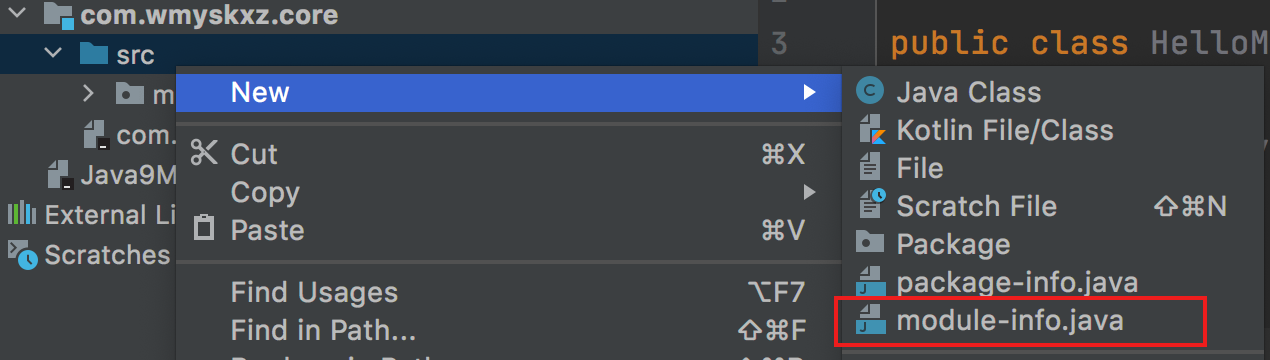 com.wmyskxz.core
src
m
com.
Java9M
External Li
Scratches
New
Cut ⌘X
Copy
Paste ⌘V
Find Usages ⌥F7
Find in Path... ⇧⌘F
3 public class HelloM
Java Class
Kotlin File/Class
File
Scratch File ⇧⌘N
Package
package-info.java
module-info.java